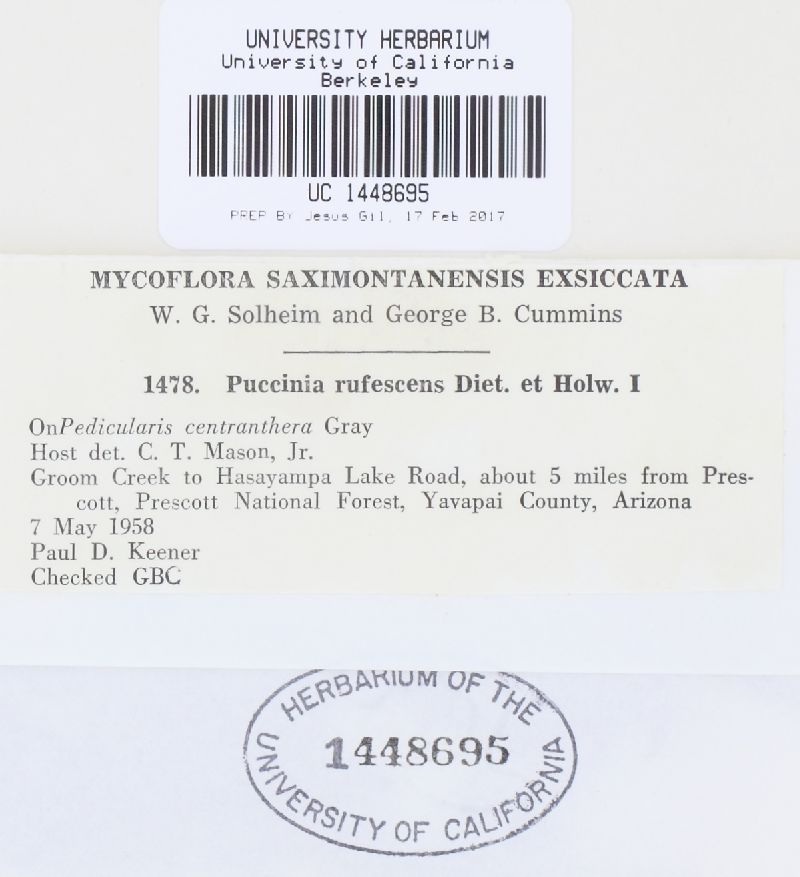 UNIVERSITY HERBARIUM
University of California
Berkeley
UC 1448695
PREP BY Jesus Gil, 17 Feb 2017
MYCOFLORA SAXIMONTANENSIS EXSICCATA
W. G. Solheim and George B. Cummins
1478. Puccinia rufescens Diet. et Holw. I
On Pedicularis centranthera Gray
Host det. C. T. Mason, Jr.
Groom Creek to Hasayampa Lake Road, about 5 miles from Pres-
cott, Prescott National Forest, Yavapai County, Arizona
7 May 1958
Paul D. Keener
Checked GBC
HERBARIUM OF THE
1448695
UNIVERSITY OF CALIFORNIA